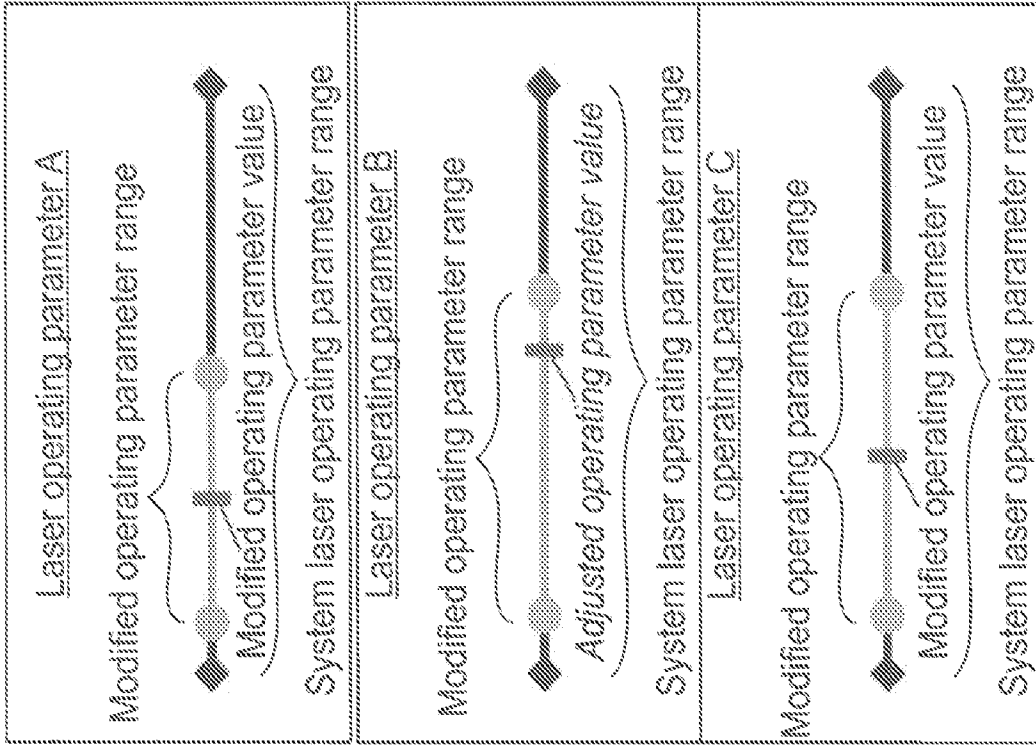 Laser operating parameter A
Modified operating parameter range
Modified operating parameter value
System laser operating parameter range
Laser operating parameter B
Modified operating parameter range
Adjusted operating parameter value
System laser operating parameter range
Laser operating parameter C
Modified operating parameter range
Modified operating parameter value
System laser operating parameter range